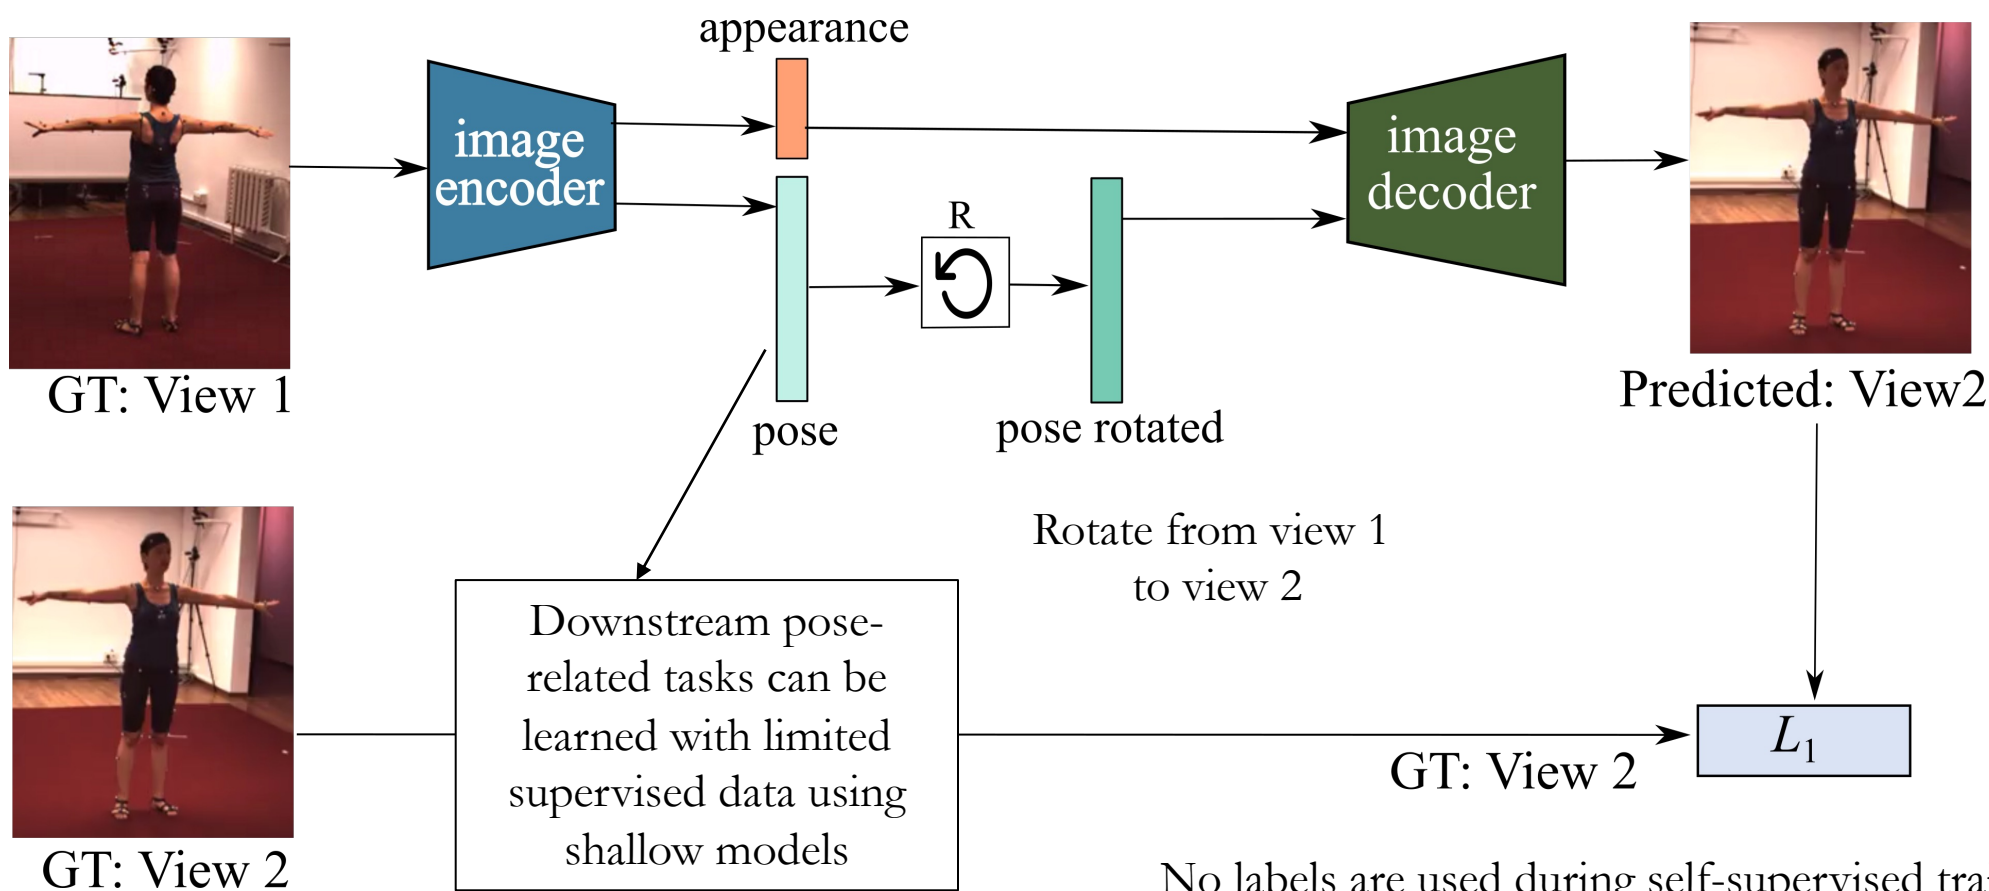 appearance
image
encoder
image
decoder
R
GT: View 1
pose
pose rotated
Predicted: View2
Rotate from view 1
to view 2
Downstream pose-
related tasks can be
learned with limited
supervised data using
shallow models
L1
GT: View 2
GT: View 2
No labels are used during self-supervised